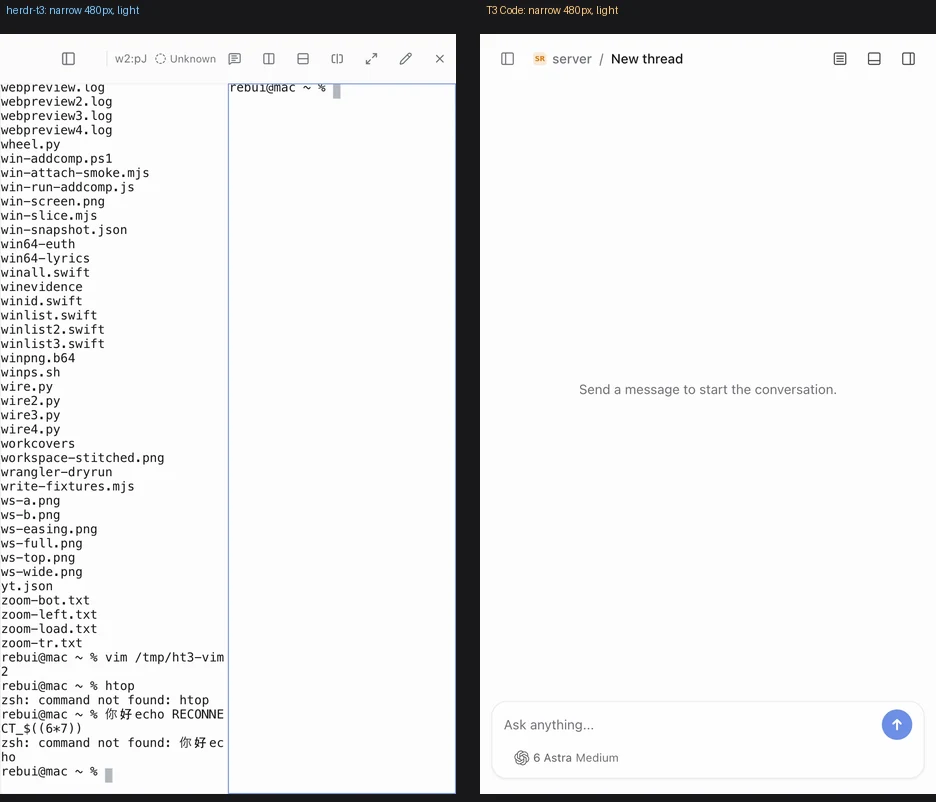 herdr-t3: narrow 480px, light
w2:pJ Unknown
webpreview.log
webpreview2.log
webpreview3.log
webpreview4.log
wheel.py
win-addcomp.ps1
win-attach-smoke.mjs
win-run-addcomp.js
win-screen.png
win-slice.mjs
win-snapshot.json
win64-euth
win64-lyrics
winall.swift
winevidence
winid.swift
winlist.swift
winlist2.swift
winlist3.swift
winpng.b64
winps.sh
wire.py
wire2.py
wire3.py
wire4.py
workcovers
workspace-stitched.png
wrangler-dryrun
write-fixtures.mjs
ws-a.png
ws-b.png
ws-easing.png
ws-full.png
ws-top.png
ws-wide.png
yt.json
zoom-bot.txt
zoom-left.txt
zoom-load.txt
zoom-tr.txt
rebui@mac ~ % vim /tmp/ht3-vim
2
rebui@mac ~ % htop
zsh: command not found: htop
rebui@mac ~ % 你好echo RECONNE
CT_$((6*7))
zsh: command not found: 你好ec
ho
rebui@mac ~ %
rebui@mac ~ %
T3 Code: narrow 480px, light
SR server / New thread
Send a message to start the conversation.
Ask anything...
6 Astra Medium